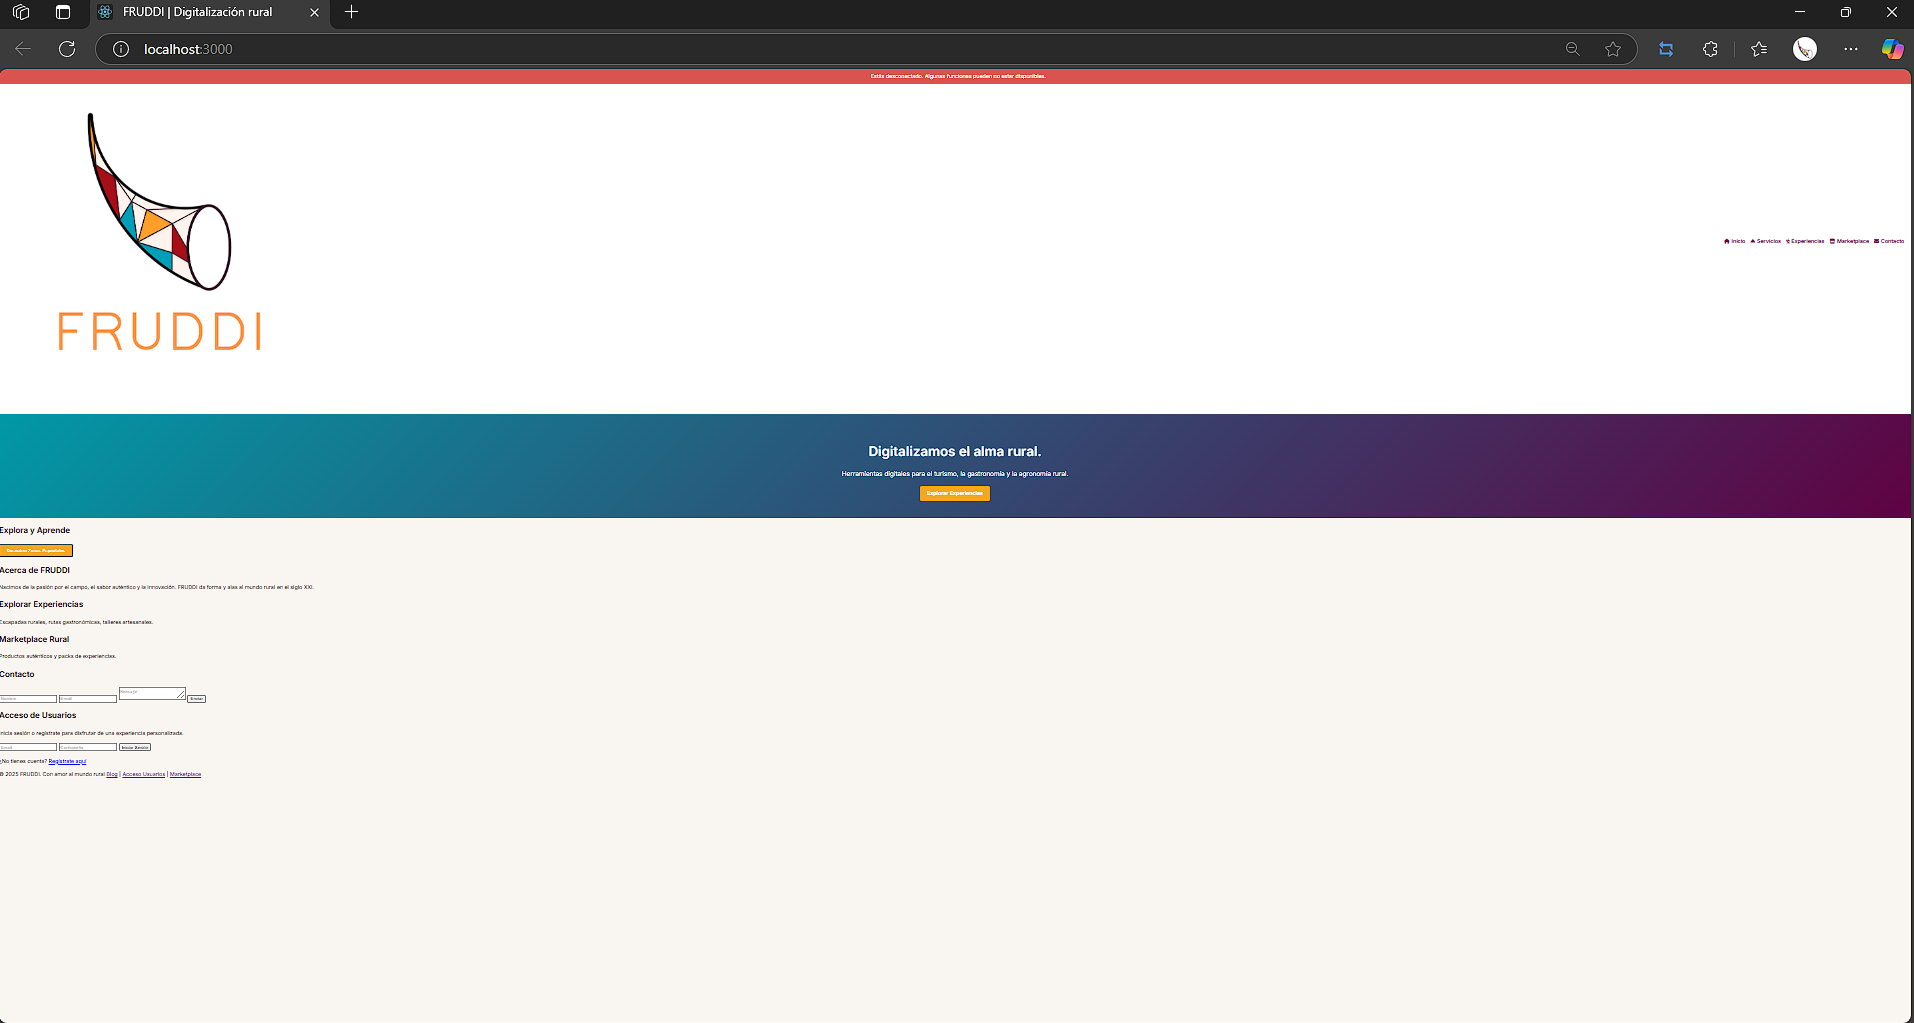 FRUDDI | Digitalización rural
localhost:3000
Estás desconectado. Algunas funciones pueden no estar disponibles.
FRUDDI
Inicio Servicios Experiencias Marketplace Contacto
Digitalizamos el alma rural.
Herramientas digitales para el turismo, la gastronomía y la agronomía rural.
Explorar Experiencias
Explora y Aprende
Acerca de FRUDDI
Nacimos de la pasión por el campo, el sabor auténtico y la innovación. FRUDDI da forma y alas al mundo rural en el siglo XXI.
Explorar Experiencias
Escapadas rurales, rutas gastronómicas, talleres artesanales.
Marketplace Rural
Productos auténticos y packs de experiencias.
Contacto
Nombre Email Mensaje Enviar
Acceso de Usuarios
Inicia sesión o regístrate para disfrutar de una experiencia personalizada.
Email Contraseña Iniciar Sesión
¿No tienes cuenta? Regístrate aquí
© 2025 FRUDDI. Con amor al mundo rural Blog | Acceso Usuarios | Marketplace